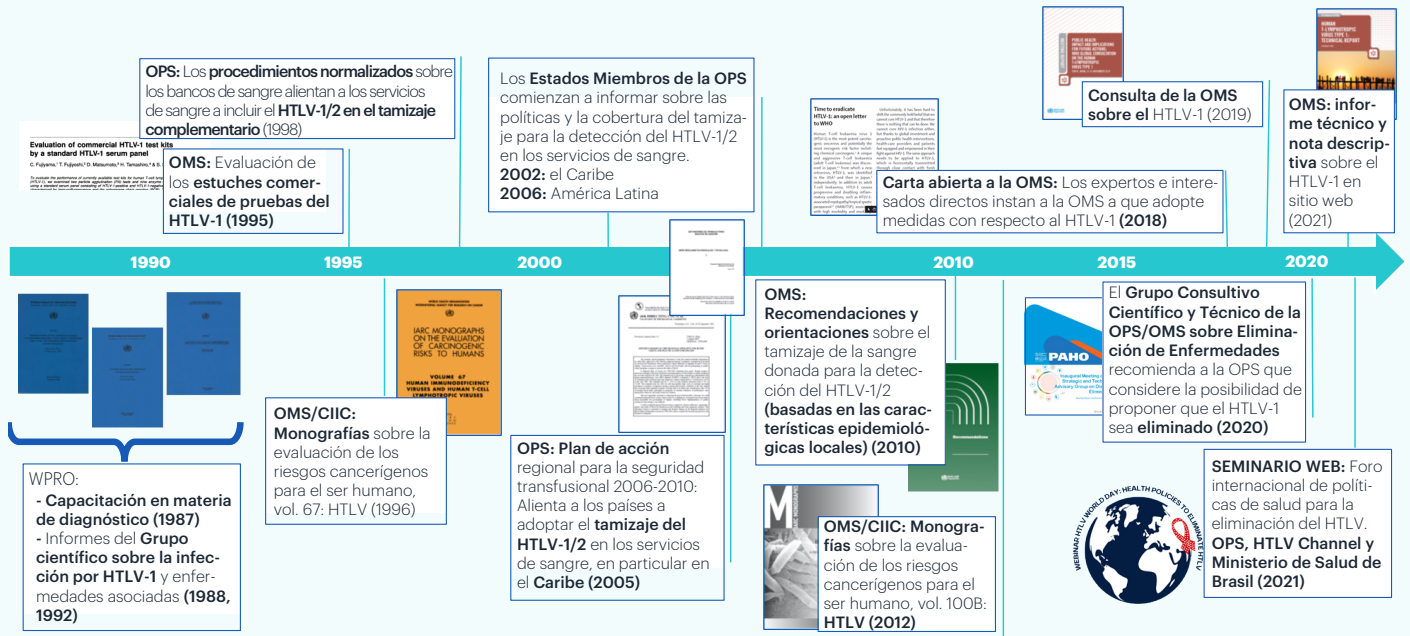 OPS: Los procedimientos normalizados sobre
los bancos de sangre alientan a los servicios
de sangre a incluir el HTLV-1/2 en el tamizaje
complementario (1998)
Evaluation of commercial HTLV-1 test kits
by a standard HTLV-1 serum panel
OMS: Evaluación de
los estuches comer-
ciales de pruebas del
HTLV-1 (1995)
Los Estados Miembros de la OPS
comienzan a informar sobre las
políticas y la cobertura del tamiza-
je para la detección del HTLV-1/2
en los servicios de sangre.
2002: el Caribe
2006: América Latina
Time to eradicate
HTLV-1: an open letter
to WHO
Carta abierta a la OMS: Los expertos e intere-
sados directos instan a la OMS a que adopte
medidas con respecto al HTLV-1 (2018)
PUBLIC HEALTH
IMPACT AND IMPLICATIONS
FOR FUTURE ACTIONS:
WHO GLOBAL CONSULTATION
ON THE HUMAN
T-LYMPHOTROPIC
VIRUS TYPE 1
Consulta de la OMS
sobre el HTLV-1 (2019)
HUMAN
T-LYMPHOTROPIC
VIRUS TYPE 1:
TECHNICAL REPORT
OMS: infor-
me técnico y
nota descrip-
tiva sobre el
HTLV-1 en
sitio web
(2021)
1990 1995 2000 2010 2015 2020
WPRO:
- Capacitación en materia
de diagnóstico (1987)
- Informes del Grupo
científico sobre la infec-
ción por HTLV-1 y enfer-
medades asociadas (1988,
1992)
IARC MONOGRAPHS
ON THE EVALUATION
OF CARCINOGENIC
RISKS TO HUMANS
VOLUME 67
HUMAN IMMUNODEFICIENCY
VIRUSES AND HUMAN T-CELL
LYMPHOTROPIC VIRUSES
OMS/CIIC:
Monografías sobre la
evaluación de los
riesgos cancerígenos
para el ser humano,
vol. 67: HTLV (1996)
OPS: Plan de acción
regional para la seguridad
transfusional 2006-2010:
Alienta a los países a
adoptar el tamizaje del
HTLV-1/2 en los servicios
de sangre, en particular en
el Caribe (2005)
OMS:
Recomendaciones y
orientaciones sobre el
tamizaje de la sangre
donada para la detec-
ción del HTLV-1/2
(basadas en las carac-
terísticas epidemioló-
gicas locales) (2010)
Recommendations
OMS/CIIC: Monogra-
fías sobre la evalua-
ción de los riesgos
cancerígenos para el
ser humano, vol. 100B:
HTLV (2012)
PAHO
El Grupo Consultivo
Científico y Técnico de la
OPS/OMS sobre Elimina-
ción de Enfermedades
recomienda a la OPS que
considere la posibilidad de
proponer que el HTLV-1
sea eliminado (2020)
WEBINAR HTLV WORLD DAY: HEALTH POLICIES TO ELIMINATE HTLV
SEMINARIO WEB: Foro
internacional de políti-
cas de salud para la
eliminación del HTLV.
OPS, HTLV Channel y
Ministerio de Salud de
Brasil (2021)